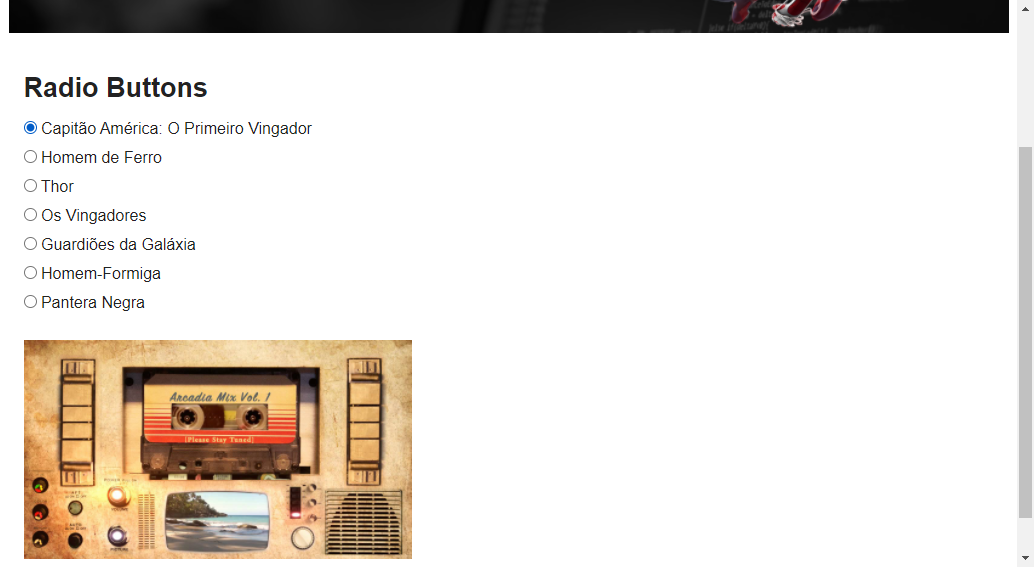 Radio Buttons
Capitão América: O Primeiro Vingador
Homem de Ferro
Thor
Os Vingadores
Guardiões da Galáxia
Homem-Formiga
Pantera Negra
Arcadia Mix Vol. 1
[Please Stay Tuned]